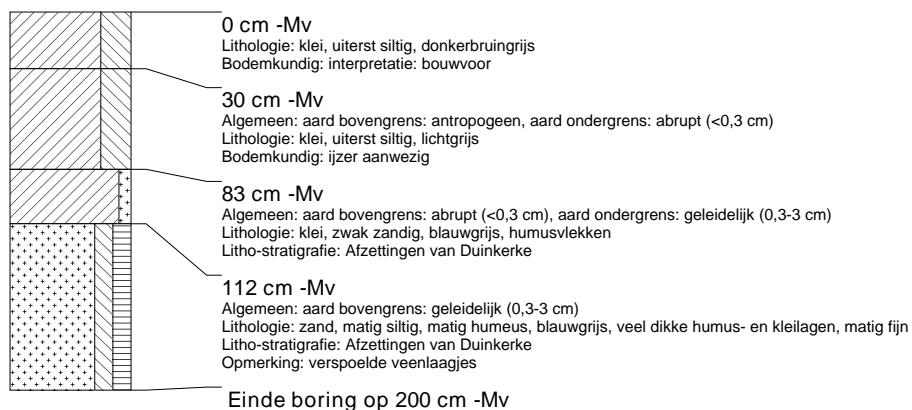 0 cm -Mv
Lithologie: klei, uiterst siltig, donkerbruingrijs
Bodemkundig: interpretatie: bouwvoor
30 cm -Mv
Algemeen: aard bovengrens: antropogeen, aard ondergrens: abrupt (<0,3 cm)
Lithologie: klei, uiterst siltig, lichtgrijs
Bodemkundig: ijzer aanwezig
83 cm -Mv
Algemeen: aard bovengrens: abrupt (<0,3 cm), aard ondergrens: geleidelijk (0,3-3 cm)
Lithologie: klei, zwak zandig, blauwgrijs, humusvlekken
Litho-stratigrafie: Afzettingen van Duinkerke
112 cm -Mv
Algemeen: aard bovengrens: geleidelijk (0,3-3 cm)
Lithologie: zand, matig siltig, matig humeus, blauwgrijs, veel dikke humus- en kleilagen, matig fijn
Litho-stratigrafie: Afzettingen van Duinkerke
Opmerking: verspoelde veenlaagjes
Einde boring op 200 cm -Mv